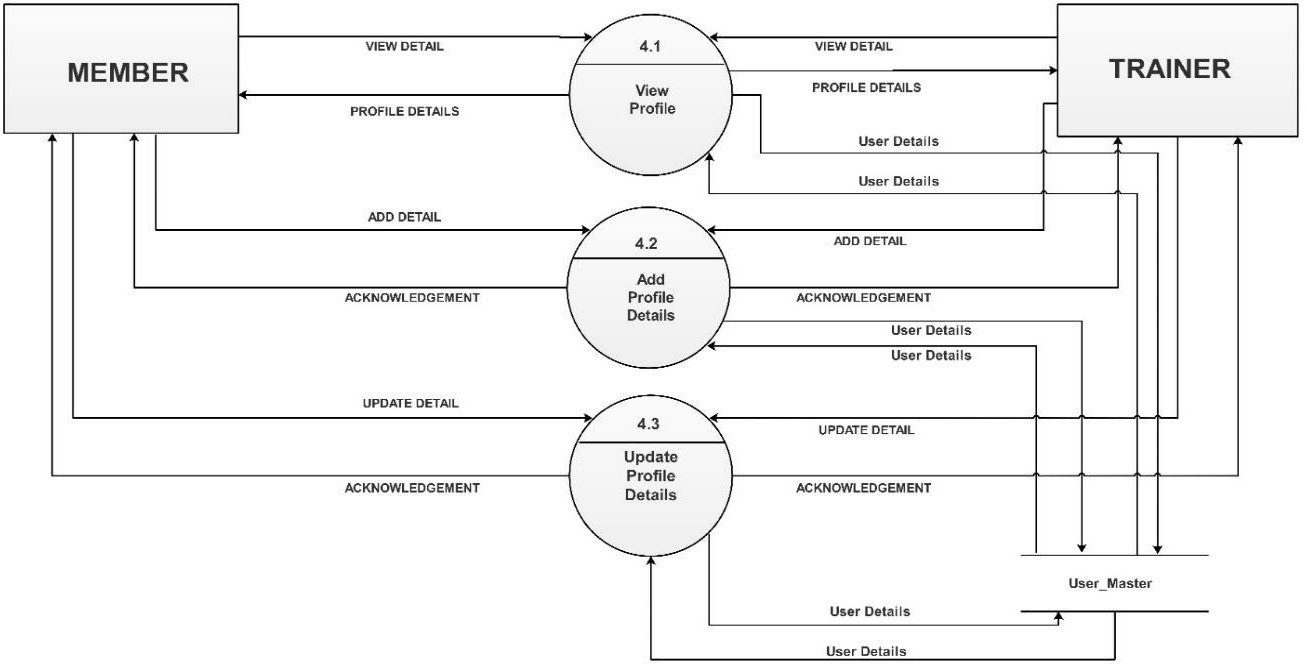 MEMBER
TRAINER
4.1
View
Profile
VIEW DETAIL
VIEW DETAIL
PROFILE DETAILS
PROFILE DETAILS
User Details
User Details
4.2
Add
Profile
Details
ADD DETAIL
ADD DETAIL
ACKNOWLEDGEMENT
ACKNOWLEDGEMENT
User Details
User Details
4.3
Update
Profile
Details
UPDATE DETAIL
UPDATE DETAIL
ACKNOWLEDGEMENT
ACKNOWLEDGEMENT
User_Master
User Details
User Details